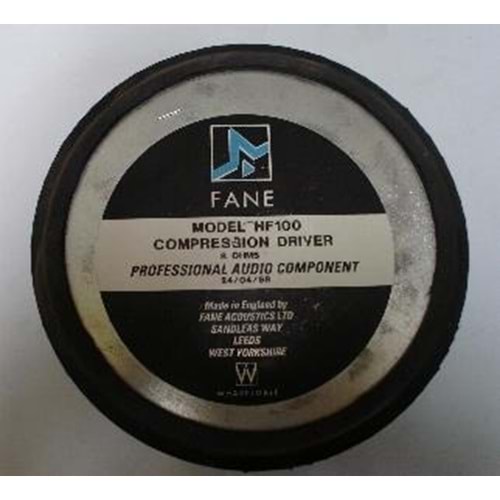 FANE
MODEL HF100
COMPRESSION DRIVER
8 OHMS
PROFESSIONAL AUDIO COMPONENT
Made in England by
FANE ACOUSTICS LTD
SANDLEAS WAY
LEEDS
WEST YORKSHIRE
W
WHARFEDALE